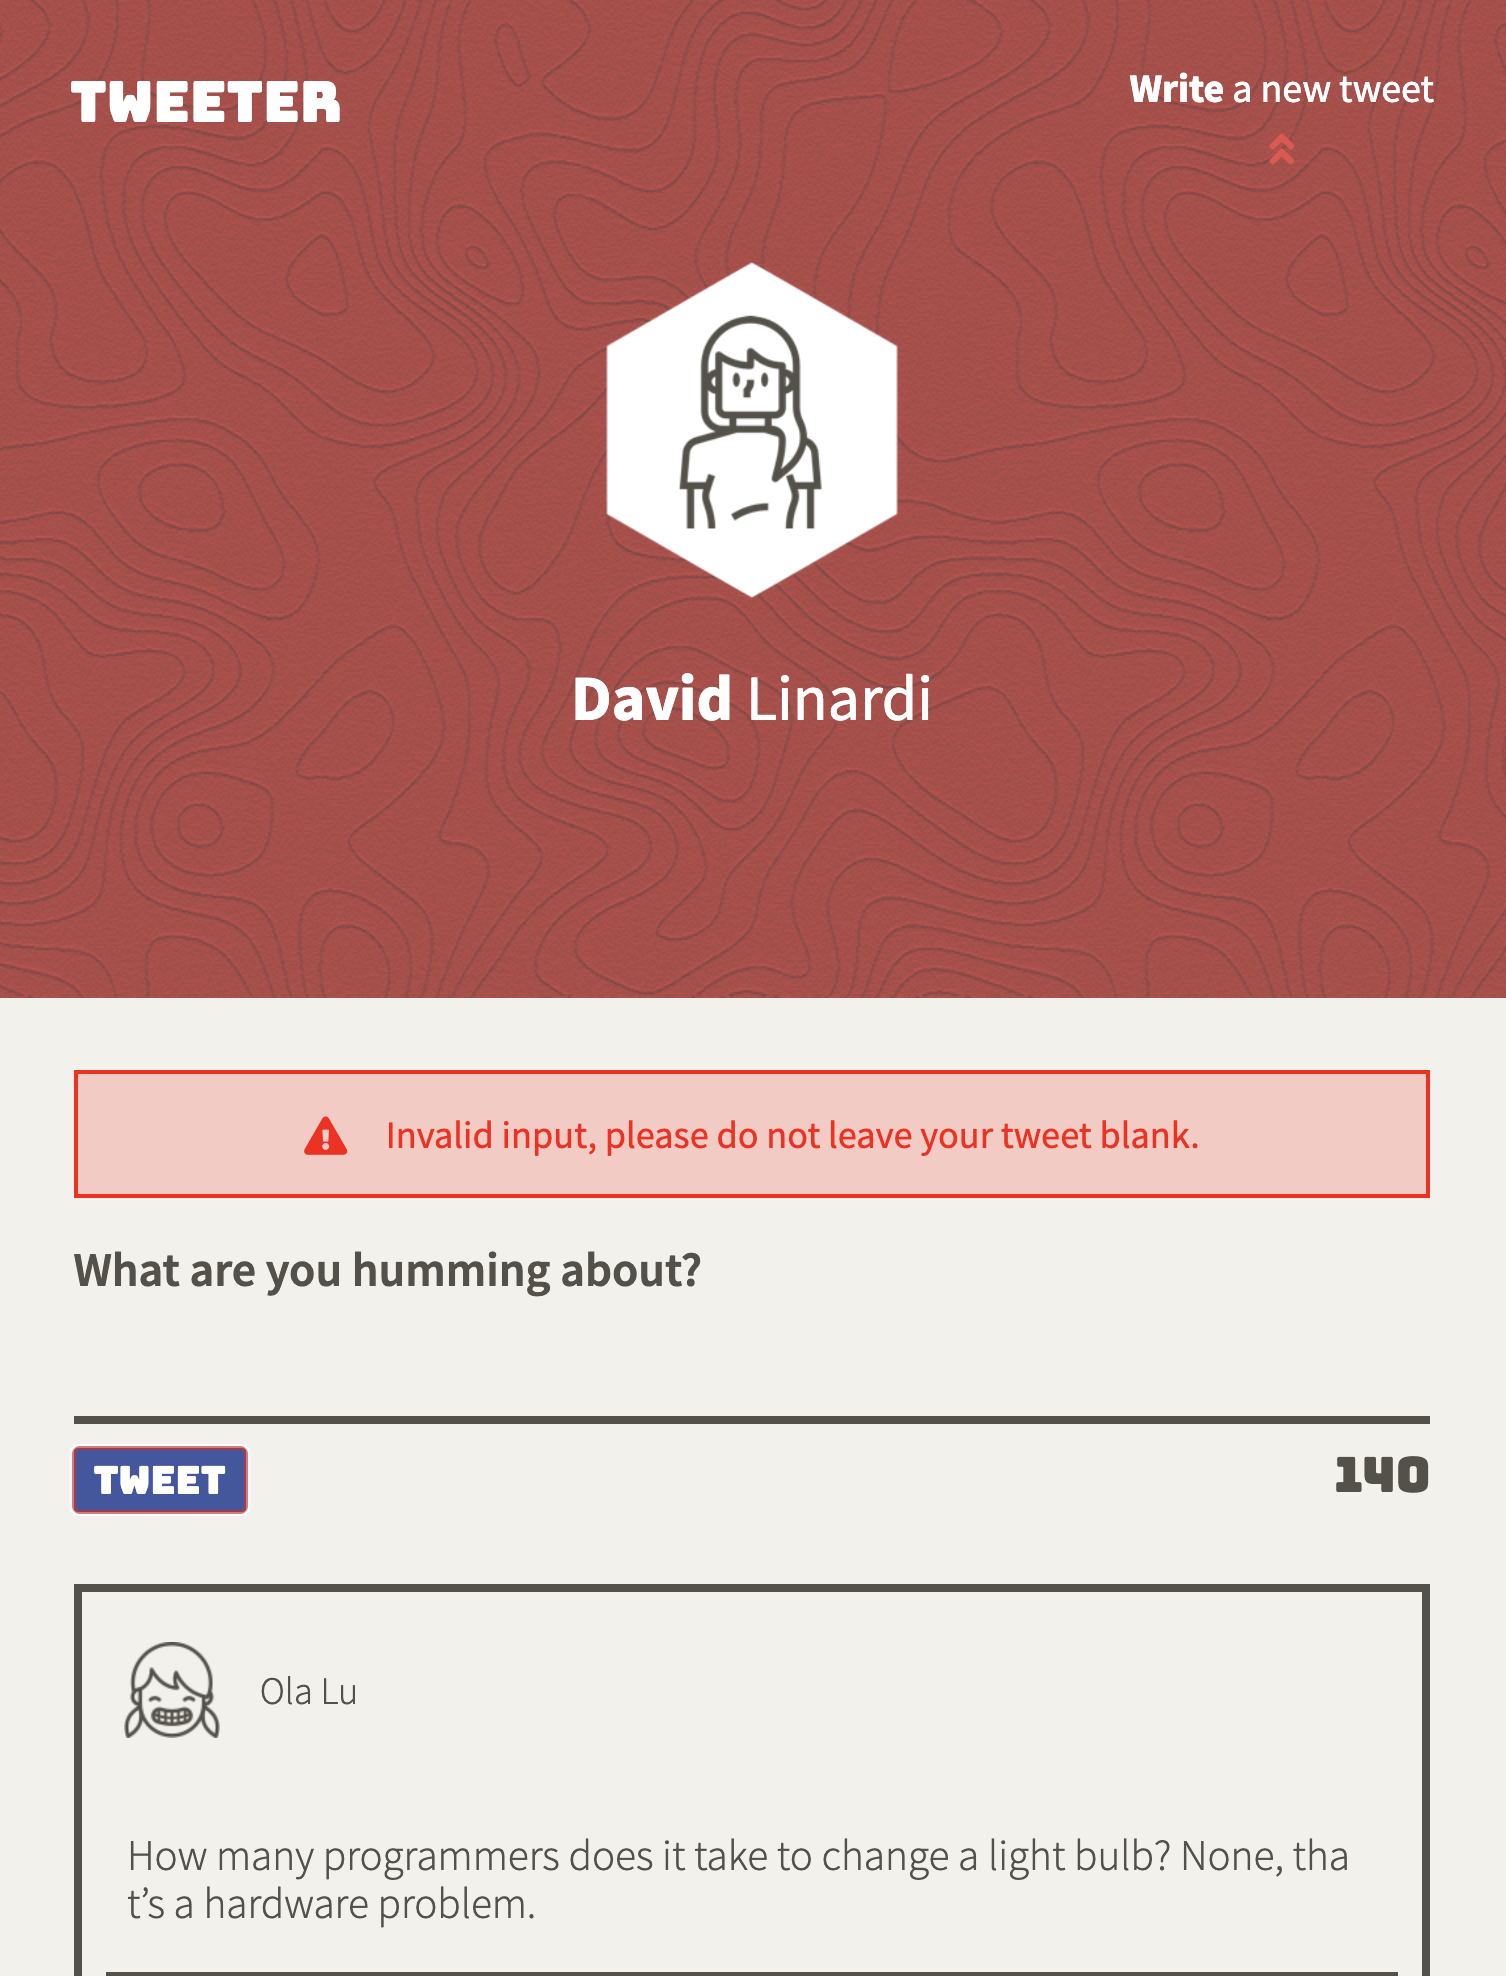 TWEETER
Write a new tweet
David Linardi
Invalid input, please do not leave your tweet blank.
What are you humming about?
TWEET
140
Ola Lu
How many programmers does it take to change a light bulb? None, tha
t’s a hardware problem.